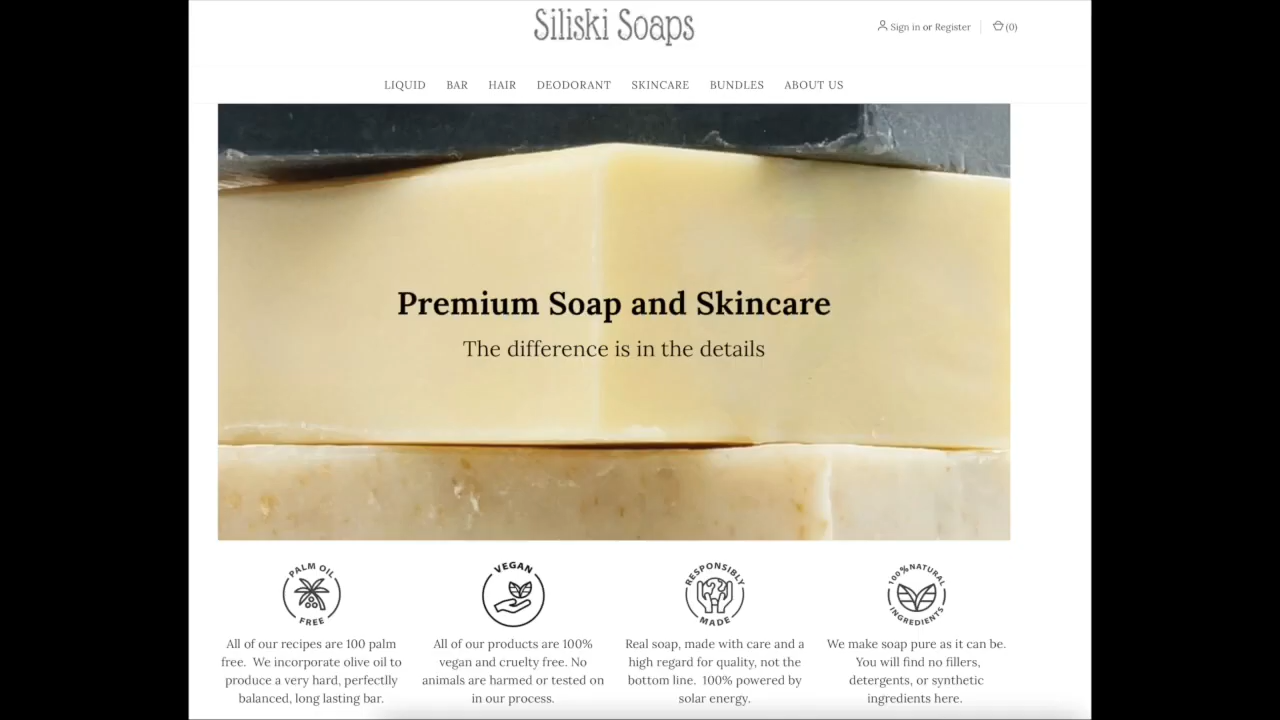 Siliski Soaps
Sign in or Register
(0)
LIQUID BAR HAIR DEODORANT SKINCARE BUNDLES ABOUT US
Premium Soap and Skincare
The difference is in the details
PALM OIL
FREE
VEGAN
RESPONSIBLY
MADE
100% NATURAL
INGREDIENTS
All of our recipes are 100 palm
free. We incorporate olive oil to
produce a very hard, perfectlly
balanced, long lasting bar.
All of our products are 100%
vegan and cruelty free. No
animals are harmed or tested on
in our process.
Real soap, made with care and a
high regard for quality, not the
bottom line. 100% powered by
solar energy.
We make soap pure as it can be.
You will find no fillers,
detergents, or synthetic
ingredients here.